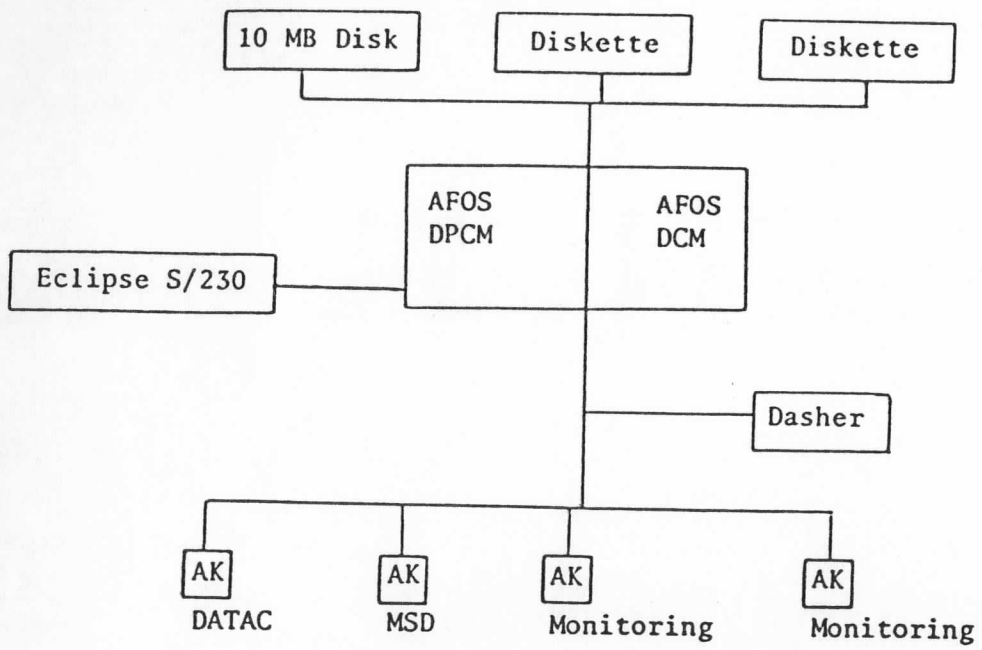 10 MB Disk
Diskette
Diskette
AFOS
DPCM
AFOS
DCM
Eclipse S/230
Dasher
AK
AK
AK
AK
DATAC
MSD
Monitoring
Monitoring